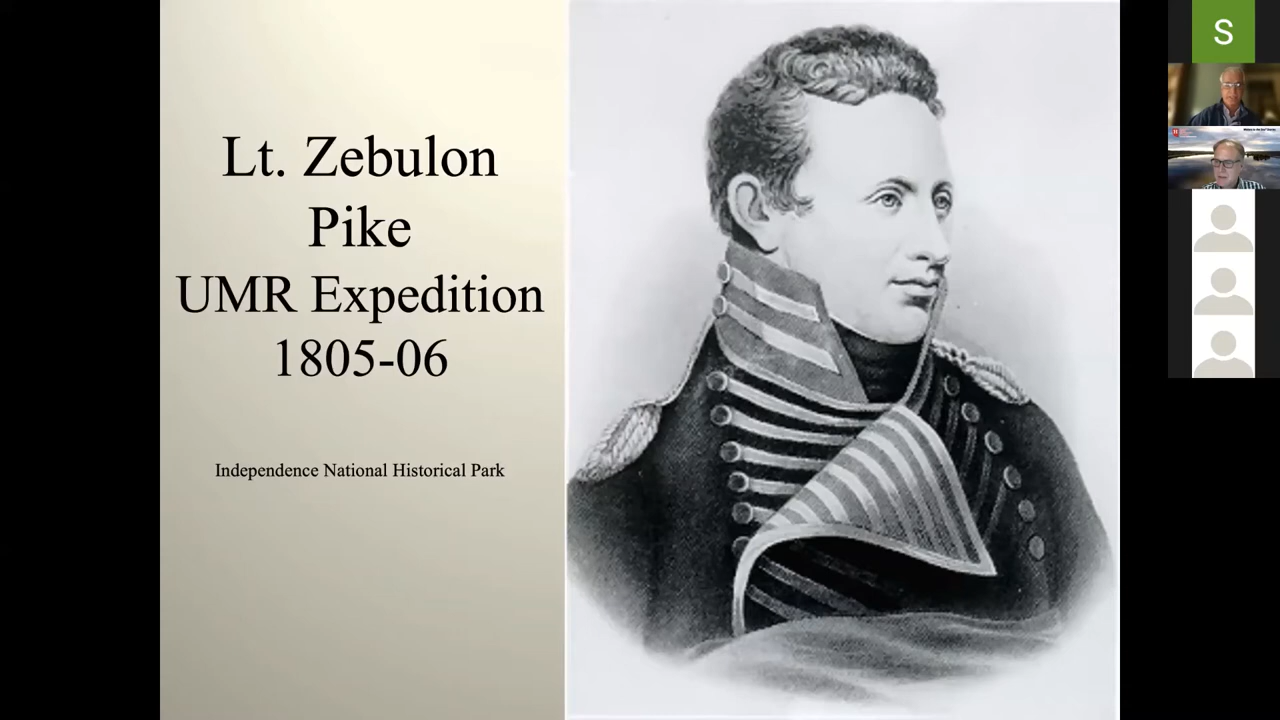 Lt. Zebulon
Pike
UMR Expedition
1805-06
Independence National Historical Park
S